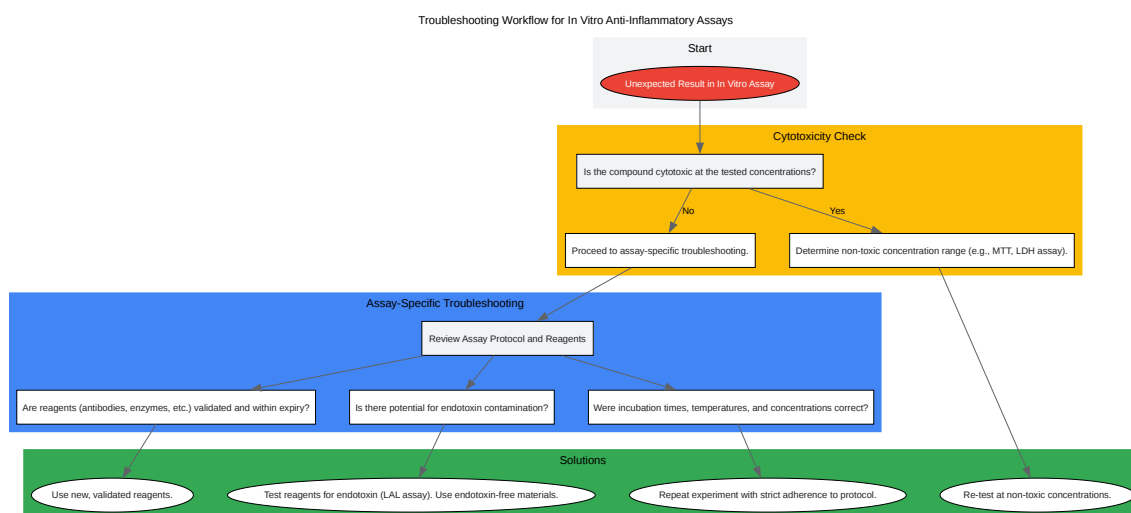 Troubleshooting Workflow for In Vitro Anti-Inflammatory Assays
Start
Unexpected Result in In Vitro Assay
Cytotoxicity Check
Is the compound cytotoxic at the tested concentrations?
No
Yes
Proceed to assay-specific troubleshooting.
Determine non-toxic concentration range (e.g., MTT, LDH assay).
Assay-Specific Troubleshooting
Review Assay Protocol and Reagents
Are reagents (antibodies, enzymes, etc.) validated and within expiry?
Is there potential for endotoxin contamination?
Were incubation times, temperatures, and concentrations correct?
Solutions
Use new, validated reagents.
Test reagents for endotoxin (LAL assay). Use endotoxin-free materials.
Repeat experiment with strict adherence to protocol.
Re-test at non-toxic concentrations.